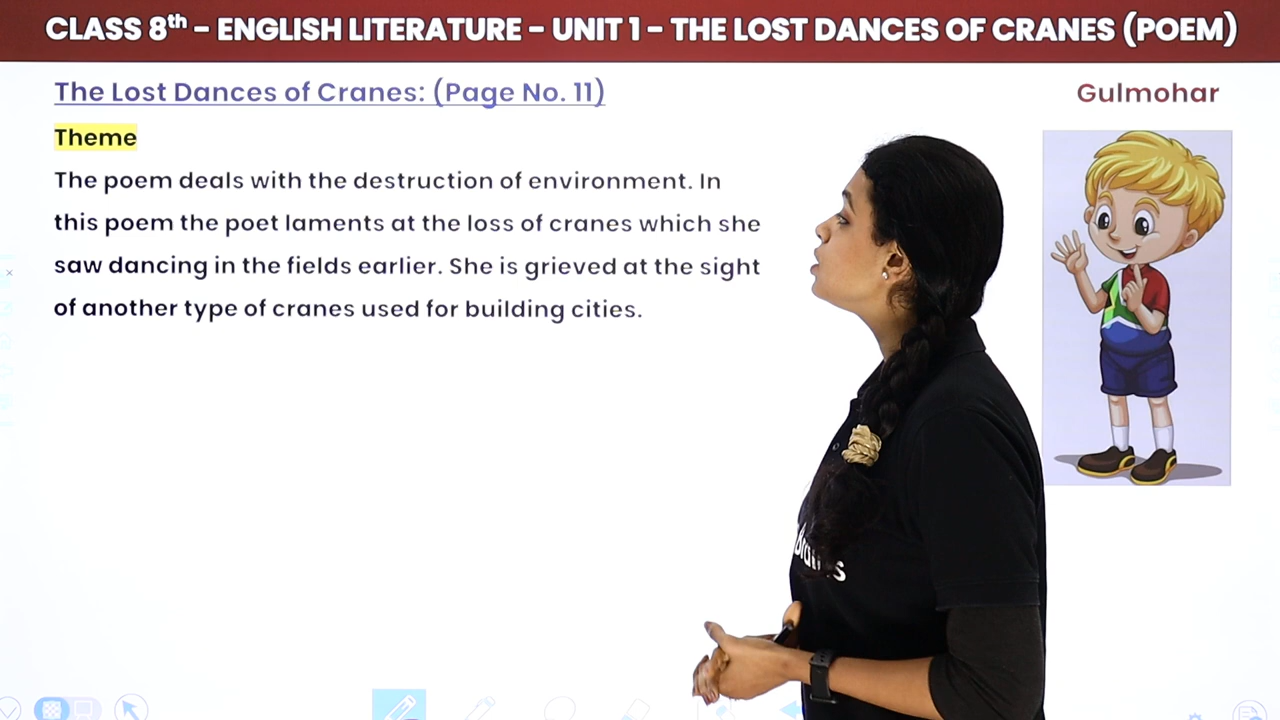 CLASS 8th – ENGLISH LITERATURE – UNIT 1 – THE LOST DANCES OF CRANES (POEM)
The Lost Dances of Cranes: (Page No. 11)
Gulmohar
Theme
The poem deals with the destruction of environment. In
this poem the poet laments at the loss of cranes which she
saw dancing in the fields earlier. She is grieved at the sight
of another type of cranes used for building cities.